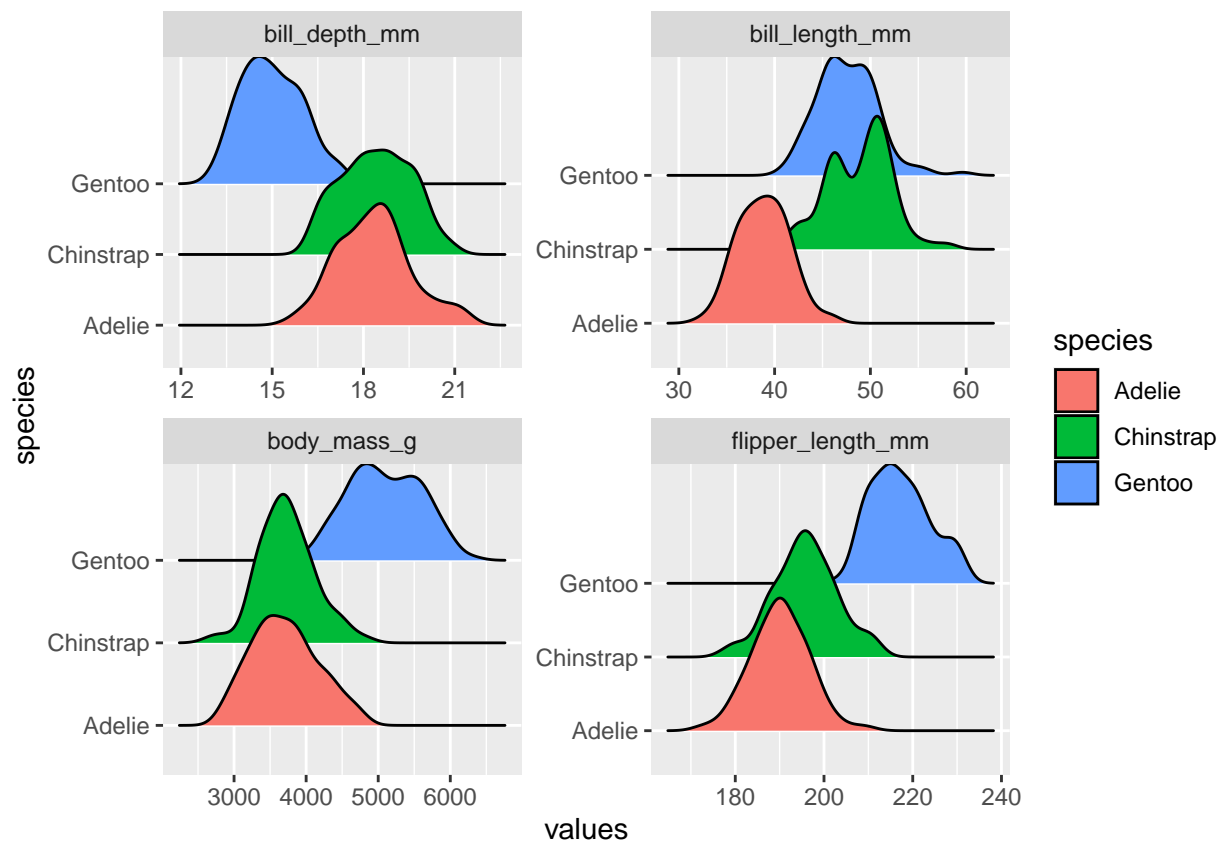 bill_depth_mm
bill_length_mm
Gentoo
Chinstrap
Adelie
12 15 18 21
Gentoo
Chinstrap
Adelie
30 40 50 60
body_mass_g
flipper_length_mm
Gentoo
Chinstrap
Adelie
3000 4000 5000 6000
Gentoo
Chinstrap
Adelie
180 200 220 240
species
values
species
Adelie
Chinstrap
Gentoo